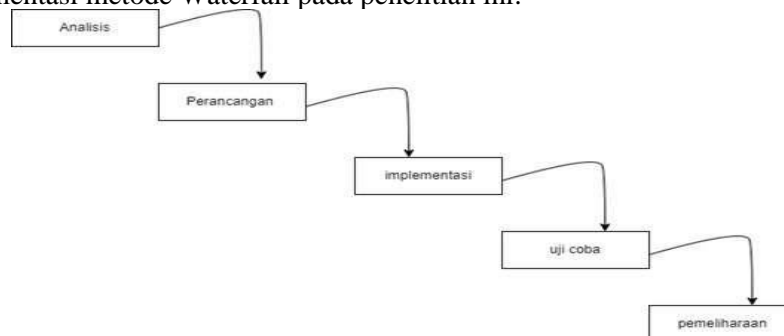 metode Waterfall pada penelitian ini.
Analisis
Perancangan
implementasi
uji coba
pemeliharaan